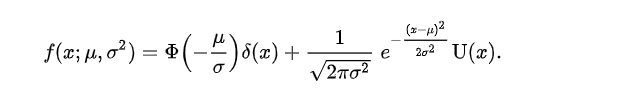 f(x; μ, σ²) = Φ(−μ/σ)δ(x) + 1/√(2πσ²) e^(−(x−μ)²/(2σ²)) U(x).